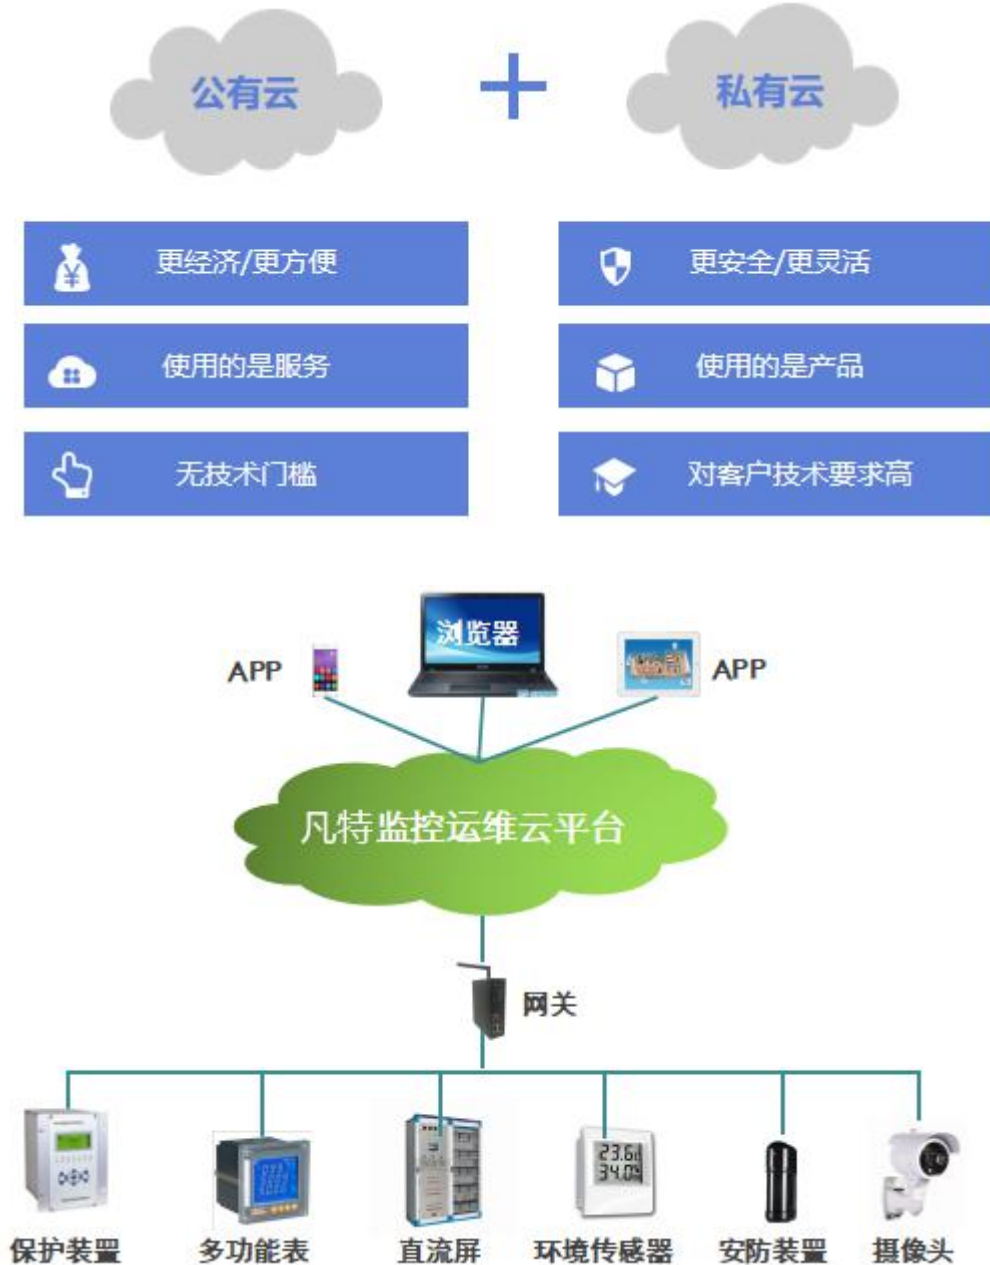 公有云
私有云
更经济/更方便
更安全/更灵活
使用的是服务
使用的是产品
无技术门槛
对客户技术要求高
浏览器
APP
APP
凡特监控运维云平台
网关
23.6
34.0
保护装置
多功能表
直流屏
环境传感器
安防装置
摄像头